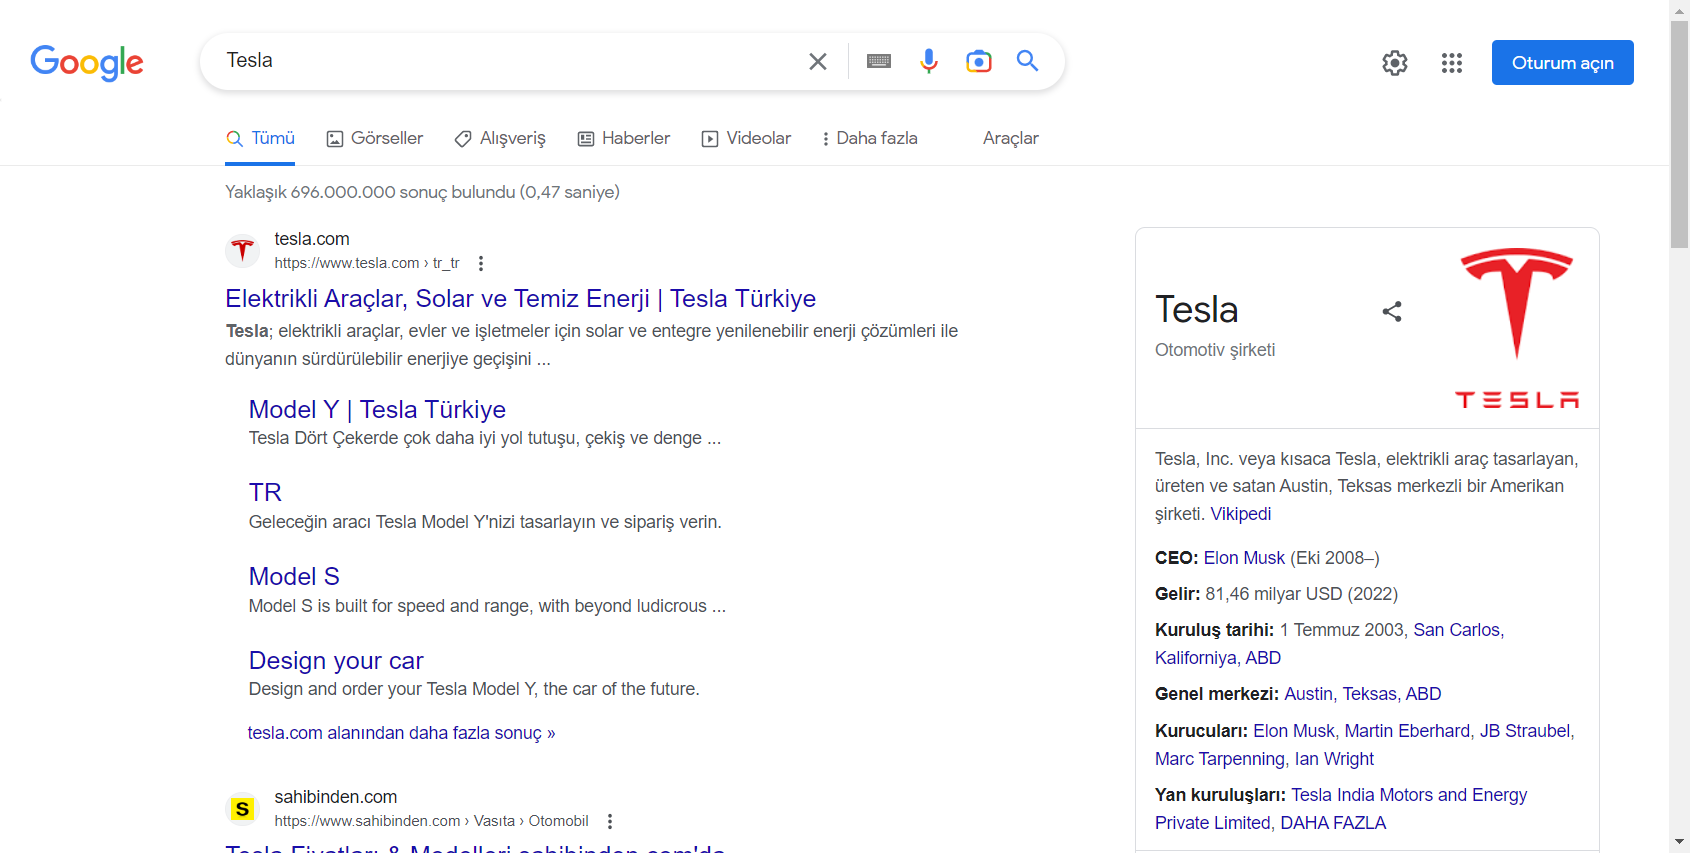 Google
Tesla
Oturum açın
Tümü
Görseller
Alışveriş
Haberler
Videolar
Daha fazla
Araçlar
Yaklaşık 696.000.000 sonuç bulundu (0,47 saniye)
tesla.com
https://www.tesla.com › tr_tr
Elektrikli Araçlar, Solar ve Temiz Enerji | Tesla Türkiye
Tesla; elektrikli araçlar, evler ve işletmeler için solar ve entegre yenilenebilir enerji çözümleri ile
dünyanın sürdürülebilir enerjiye geçişini ...
Model Y | Tesla Türkiye
Tesla Dört Çekerde çok daha iyi yol tutuşu, çekiş ve denge ...
TR
Geleceğin aracı Tesla Model Y'nizi tasarlayın ve sipariş verin.
Model S
Model S is built for speed and range, with beyond ludicrous ...
Design your car
Design and order your Tesla Model Y, the car of the future.
tesla.com alanından daha fazla sonuç »
S
sahibinden.com
https://www.sahibinden.com › Vasıta › Otomobil
Tesla Fiyatları & Modelleri sahibinden.com'da
Tesla
Otomotiv şirketi
TESLA
Tesla, Inc. veya kısaca Tesla, elektrikli araç tasarlayan,
üreten ve satan Austin, Teksas merkezli bir Amerikan
şirketi. Vikipedi
CEO: Elon Musk (Eki 2008–)
Gelir: 81,46 milyar USD (2022)
Kuruluş tarihi: 1 Temmuz 2003, San Carlos,
Kaliforniya, ABD
Genel merkezi: Austin, Teksas, ABD
Kurucuları: Elon Musk, Martin Eberhard, JB Straubel,
Marc Tarpenning, Ian Wright
Yan kuruluşları: Tesla India Motors and Energy
Private Limited, DAHA FAZLA